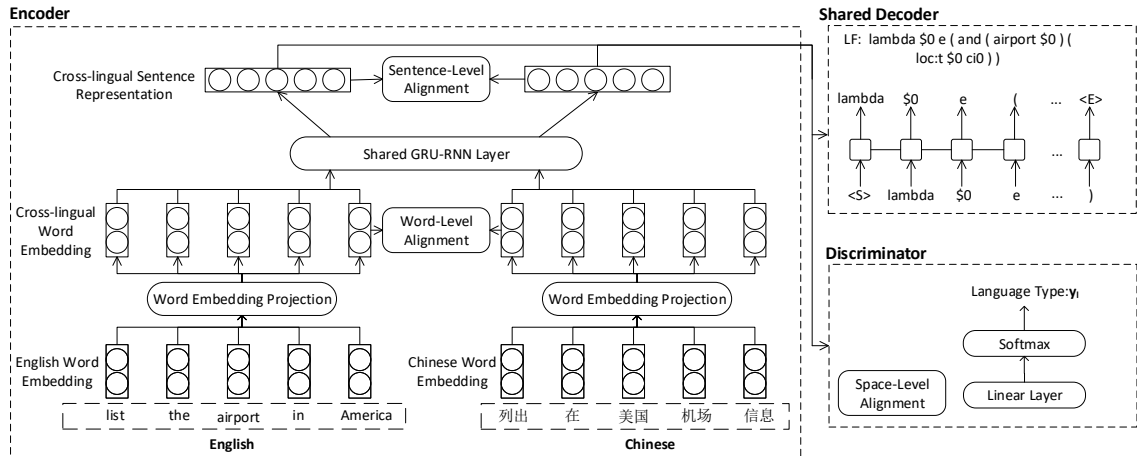 Encoder
Cross-lingual Sentence
Representation
Sentence-Level
Alignment
Shared GRU-RNN Layer
Cross-lingual
Word
Embedding
Word-Level
Alignment
Word Embedding Projection
Word Embedding Projection
English Word
Embedding
Chinese Word
Embedding
list the airport in America
列出 在 美国 机场 信息
English
Chinese
Shared Decoder
LF: lambda $0 e ( and ( airport $0 ) (
loc:t $0 ci0 ) )
lambda $0 e ( ... <E>
...
<S> lambda $0 e ... )
Discriminator
Language Type:yl
Softmax
Linear Layer
Space-Level
Alignment